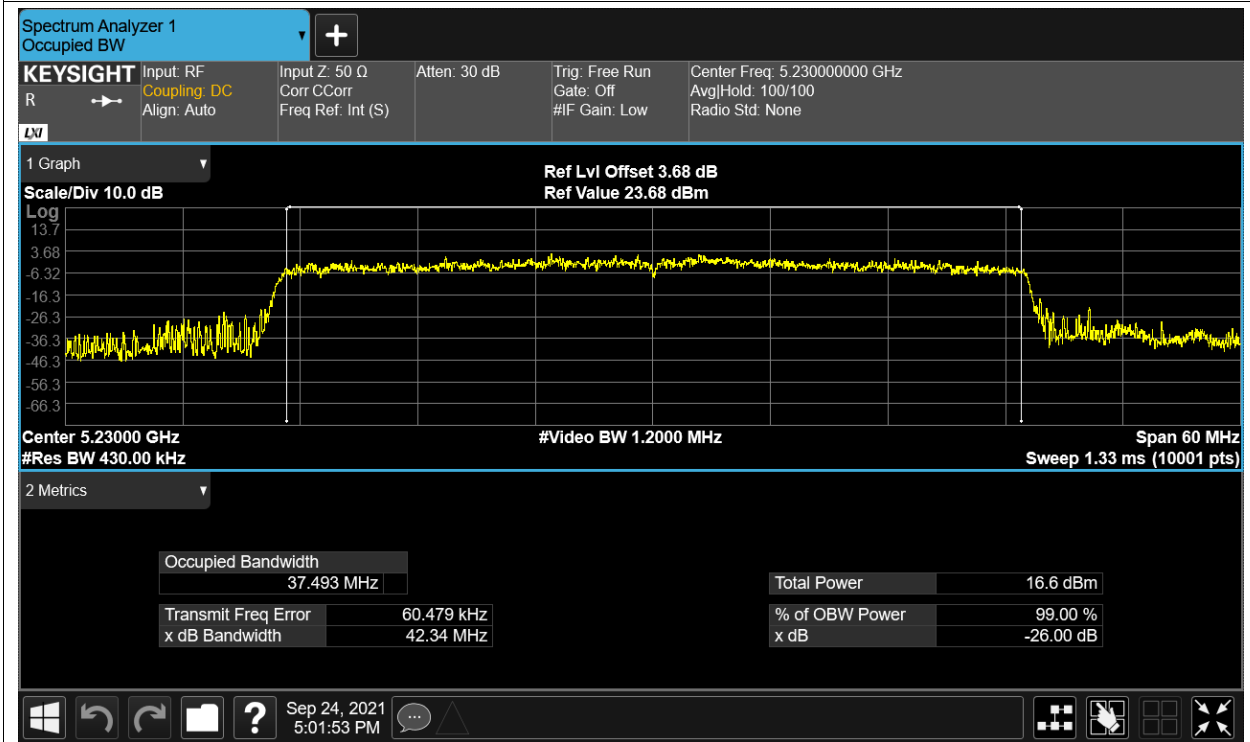 Spectrum Analyzer 1
Occupied BW
KEYSIGHT
R
LXI
Input: RF
Coupling: DC
Align: Auto
Input Z: 50 Ω
Corr CCorr
Freq Ref: Int (S)
Atten: 30 dB
Trig: Free Run
Gate: Off
#IF Gain: Low
Center Freq: 5.230000000 GHz
Avg|Hold: 100/100
Radio Std: None
1 Graph
Scale/Div 10.0 dB
Ref Lvl Offset 3.68 dB
Ref Value 23.68 dBm
Log
13.7
3.68
-6.32
-16.3
-26.3
-36.3
-46.3
-56.3
-66.3
Center 5.23000 GHz
#Video BW 1.2000 MHz
Span 60 MHz
#Res BW 430.00 kHz
Sweep 1.33 ms (10001 pts)
2 Metrics
Occupied Bandwidth
37.493 MHz
Transmit Freq Error 60.479 kHz
x dB Bandwidth 42.34 MHz
Total Power 16.6 dBm
% of OBW Power 99.00 %
x dB -26.00 dB
?
Sep 24, 2021
5:01:53 PM